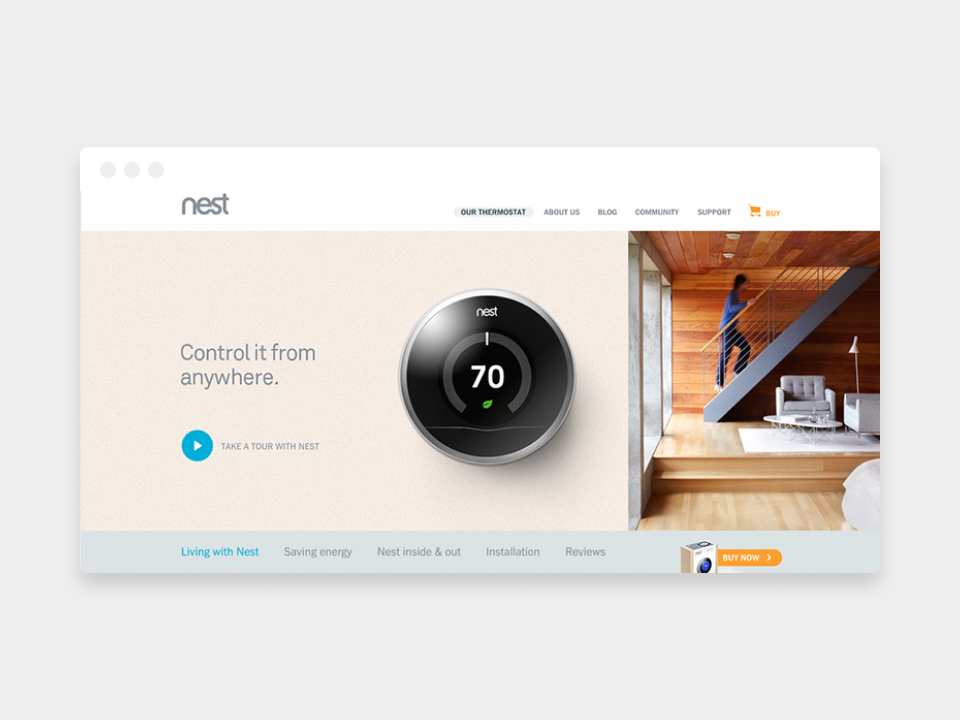 nest
OUR THERMOSTAT ABOUT US BLOG COMMUNITY SUPPORT BUY
nest
70
Control it from
anywhere.
TAKE A TOUR WITH NEST
Living with Nest Saving energy Nest inside & out Installation Reviews
BUY NOW